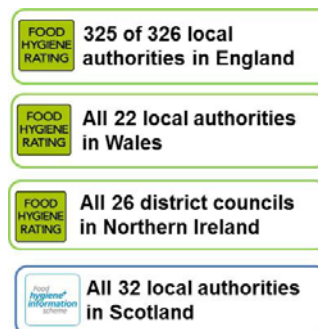 FOOD
HYGIENE
RATING
325 of 326 local
authorities in England
FOOD
HYGIENE
RATING
All 22 local authorities
in Wales
FOOD
HYGIENE
RATING
All 26 district councils
in Northern Ireland
Food
hygiene
information
scheme
All 32 local authorities
in Scotland